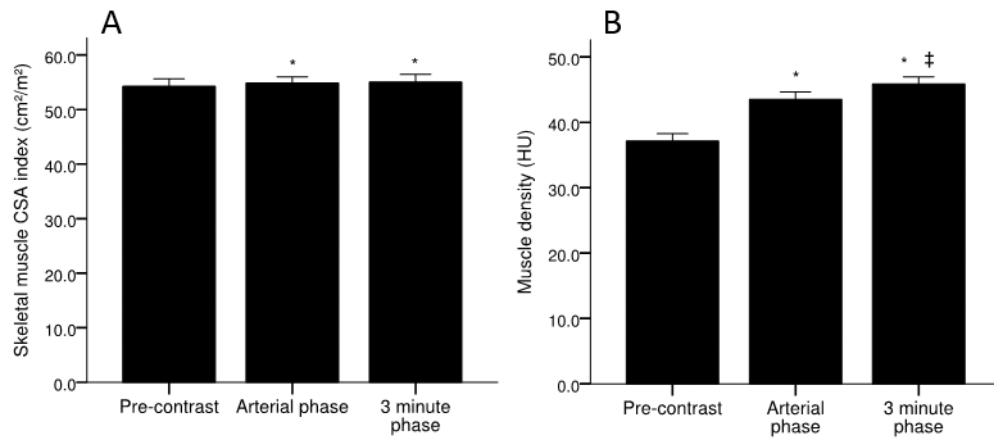 A
Skeletal muscle CSA index (cm²/m²)
60.0
50.0
40.0
30.0
20.0
10.0
0.0
* *
Pre-contrast Arterial phase 3 minute
phase
B
Muscle density (HU)
50.0
40.0
30.0
20.0
10.0
0.0
* * ‡
Pre-contrast Arterial 3 minute
phase phase